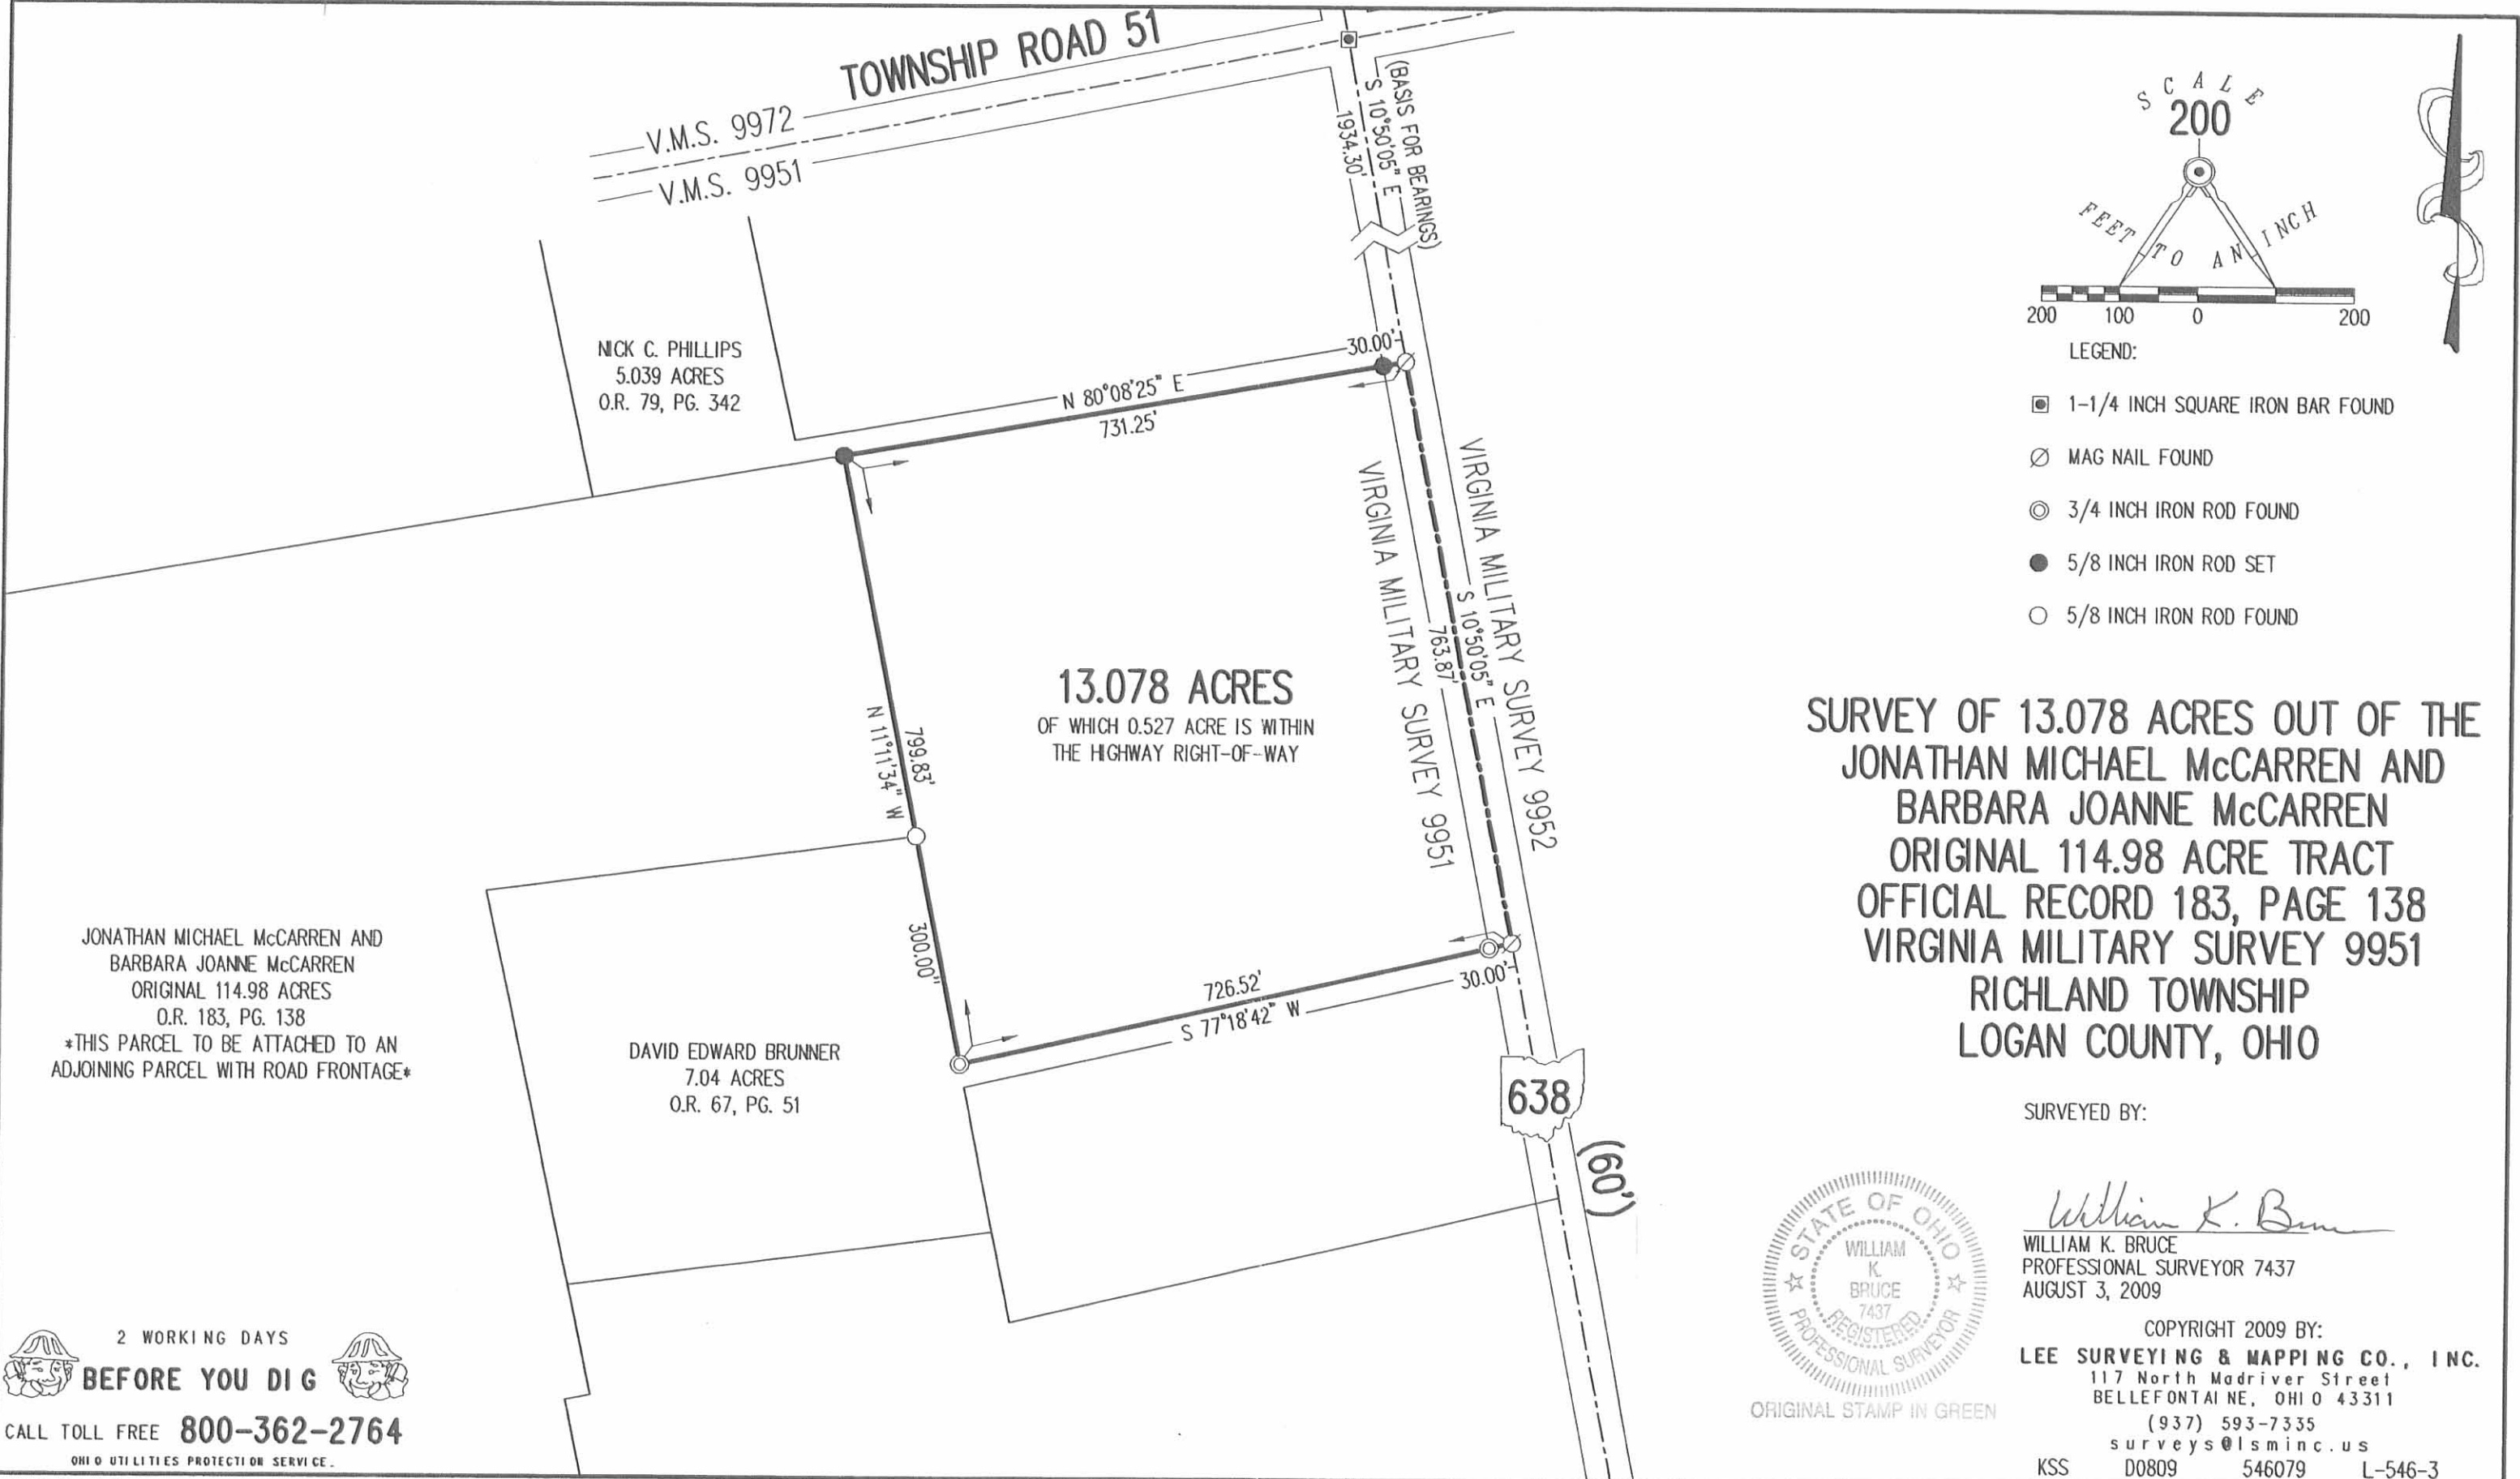 TOWNSHIP ROAD 51
V.M.S. 9972
V.M.S. 9951
(BASIS FOR BEARINGS)
S 10°50'05" E
1934.30'
NICK C. PHILLIPS
5.039 ACRES
O.R. 79, PG. 342
30.00'
N 80°08'25" E
731.25'
VIRGINIA MILITARY SURVEY 9952
S 10°50'05" E
763.87'
VIRGINIA MILITARY SURVEY 9951
13.078 ACRES
OF WHICH 0.527 ACRE IS WITHIN
THE HIGHWAY RIGHT-OF-WAY
799.83'
N 11°11'34" W
300.00'
726.52'
S 77°18'42" W
30.00'
638
(60')
JONATHAN MICHAEL McCARREN AND
BARBARA JOANNE McCARREN
ORIGINAL 114.98 ACRES
O.R. 183, PG. 138
*THIS PARCEL TO BE ATTACHED TO AN
ADJOINING PARCEL WITH ROAD FRONTAGE*
DAVID EDWARD BRUNNER
7.04 ACRES
O.R. 67, PG. 51
2 WORKING DAYS
BEFORE YOU DIG
CALL TOLL FREE 800-362-2764
OHIO UTILITIES PROTECTION SERVICE.
SCALE
200
FEET TO AN INCH
200 100 0 200
LEGEND:
1-1/4 INCH SQUARE IRON BAR FOUND
MAG NAIL FOUND
3/4 INCH IRON ROD FOUND
5/8 INCH IRON ROD SET
5/8 INCH IRON ROD FOUND
SURVEY OF 13.078 ACRES OUT OF THE
JONATHAN MICHAEL McCARREN AND
BARBARA JOANNE McCARREN
ORIGINAL 114.98 ACRE TRACT
OFFICIAL RECORD 183, PAGE 138
VIRGINIA MILITARY SURVEY 9951
RICHLAND TOWNSHIP
LOGAN COUNTY, OHIO
SURVEYED BY:
William K. Bruce
WILLIAM K. BRUCE
PROFESSIONAL SURVEYOR 7437
AUGUST 3, 2009
STATE OF OHIO
WILLIAM
K.
BRUCE
7437
REGISTERED
PROFESSIONAL SURVEYOR
ORIGINAL STAMP IN GREEN
COPYRIGHT 2009 BY:
LEE SURVEYING & MAPPING CO., INC.
117 North Madriver Street
BELLEFONTAINE, OHIO 43311
(937) 593-7335
surveys@lsminc.us
KSS D0809 546079 L-546-3